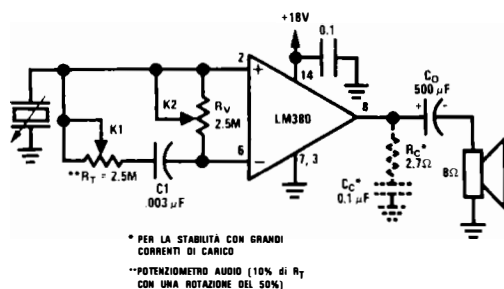 +18V
0.1
2
14
K2
RV
2.5M
LM380
8
CO
500 μF
+
-
K1
6
7, 3
RC*
2.7Ω
8Ω
**RT = 2.5M
C1
.003 μF
CC*
0.1 μF
* PER LA STABILITÀ CON GRANDI
CORRENTI DI CARICO
**POTENZIOMETRO AUDIO (10% di RT
CON UNA ROTAZIONE DEL 50%)